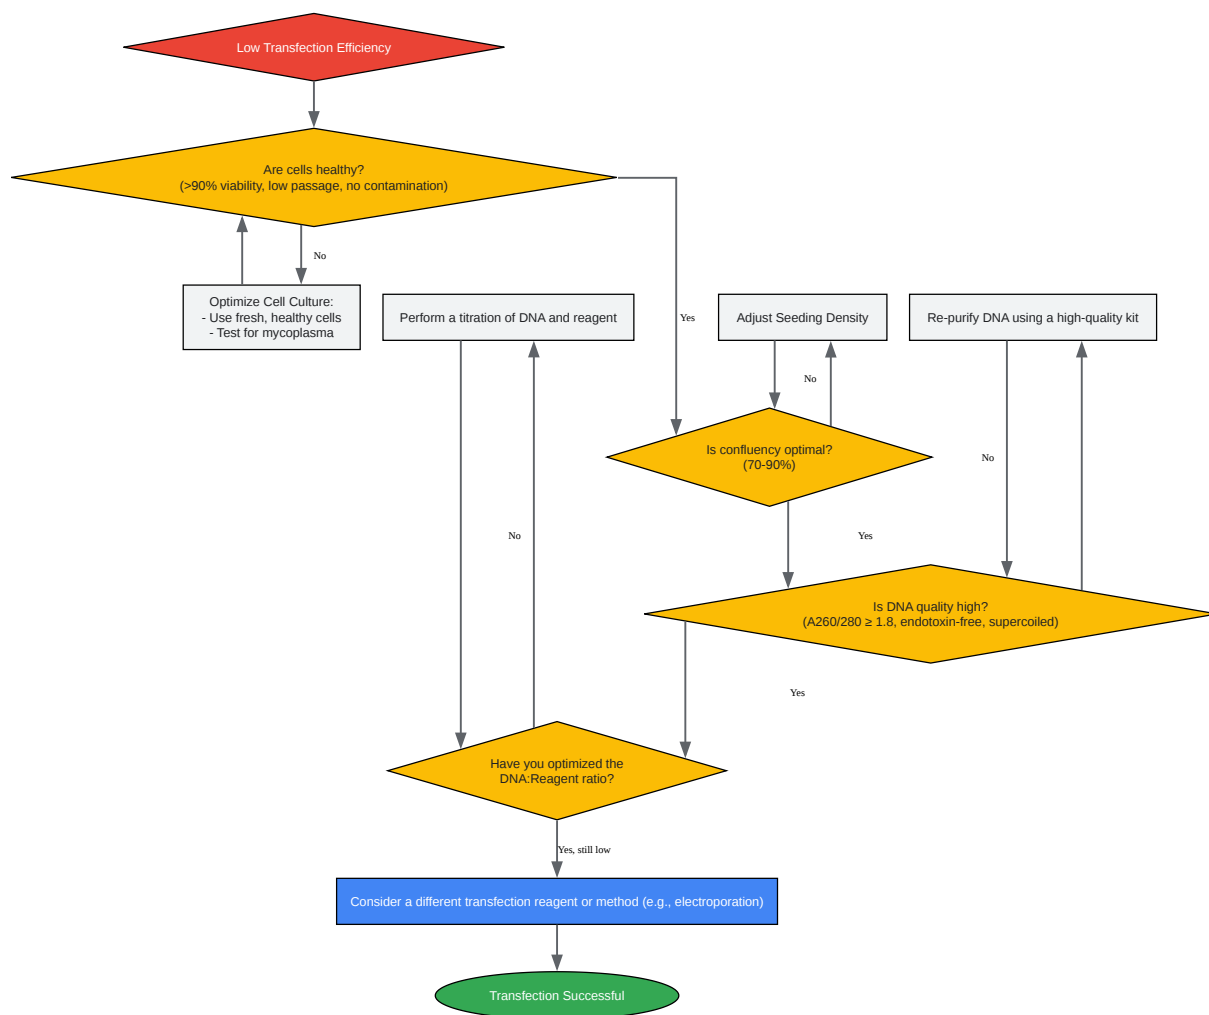 Low Transfection Efficiency
Are cells healthy?
(>90% viability, low passage, no contamination)
No
Optimize Cell Culture:
- Use fresh, healthy cells
- Test for mycoplasma
Perform a titration of DNA and reagent
Yes
Adjust Seeding Density
Re-purify DNA using a high-quality kit
No
Is confluency optimal?
(70-90%)
No
No
Yes
Is DNA quality high?
(A260/280 ≥ 1.8, endotoxin-free, supercoiled)
Yes
Have you optimized the
DNA:Reagent ratio?
Yes, still low
Consider a different transfection reagent or method (e.g., electroporation)
Transfection Successful